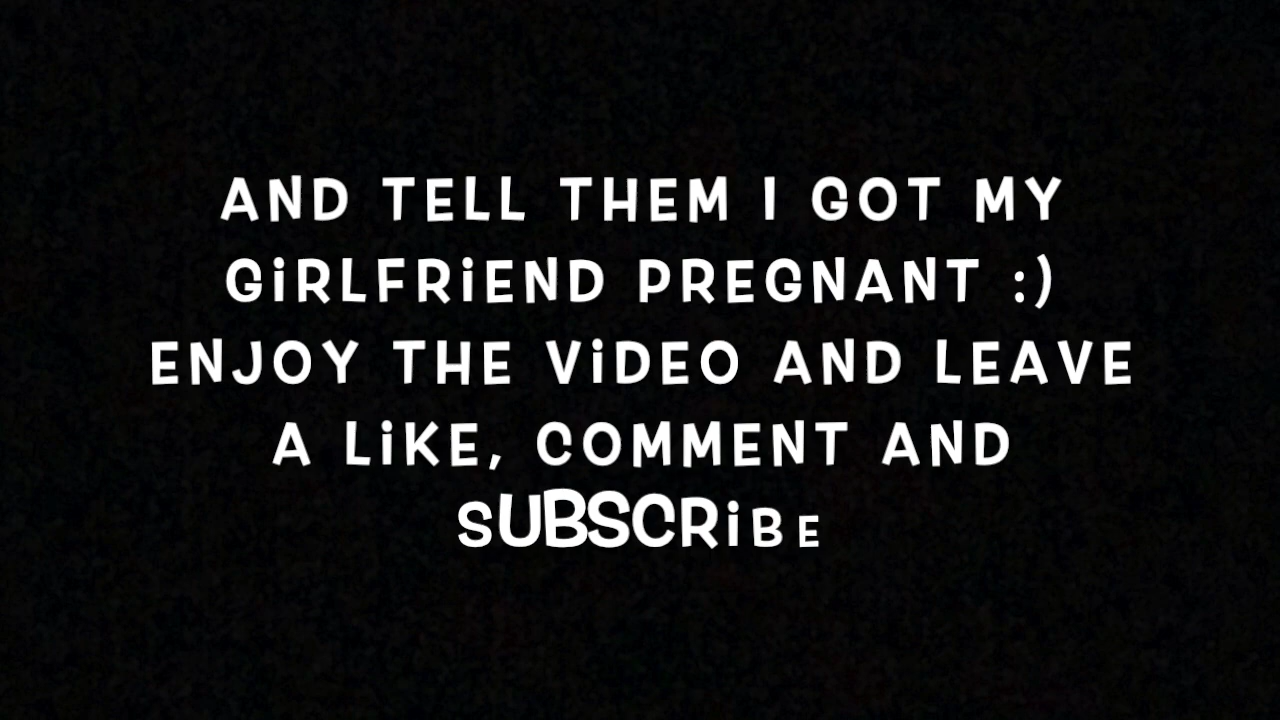 AND TELL THEM I GOT MY
GiRLFRiEND PREGNANT :)
ENJOY THE ViDEO AND LEAVE
A LiKE, COMMENT AND
SUBSCRiBE